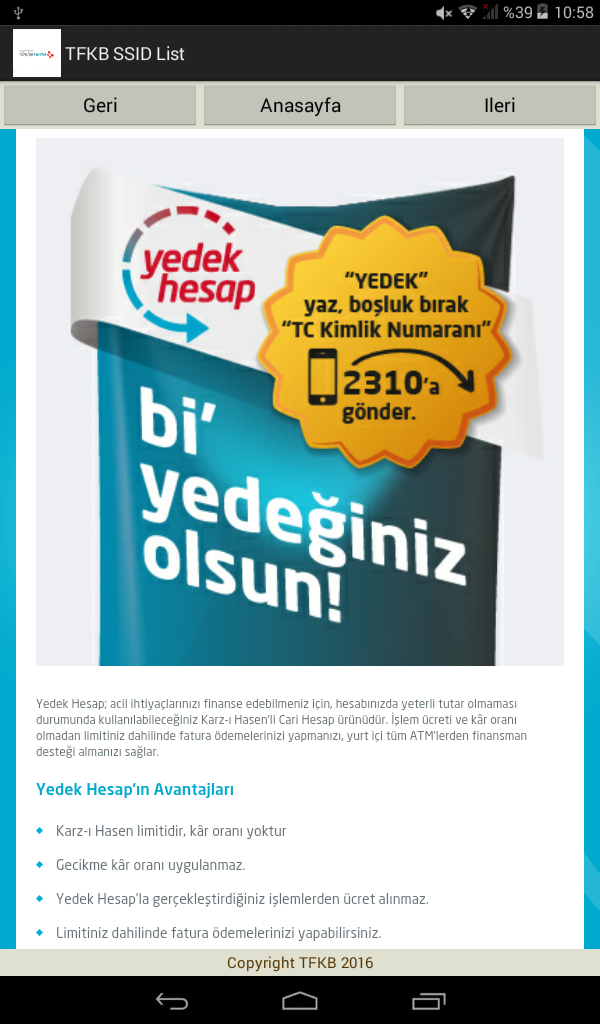 %39 10:58
TFKB SSID List
Geri Anasayfa Ileri
yedek
hesap
“YEDEK”
yaz, boşluk bırak
“TC Kimlik Numaranı”
2310'a
gönder.
bi'
yedeğiniz
olsun!
Yedek Hesap; acil ihtiyaçlarınızı finanse edebilmeniz için, hesabınızda yeterli tutar olmaması
durumunda kullanılabileceğiniz Karz-ı Hasen'li Cari Hesap ürünüdür. İşlem ücreti ve kâr oranı
olmadan limitiniz dahilinde fatura ödemelerinizi yapmanızı, yurt içi tüm ATM'lerden finansman
desteği almanızı sağlar.
Yedek Hesap'ın Avantajları
Karz-ı Hasen limitidir, kâr oranı yoktur
Gecikme kâr oranı uygulanmaz.
Yedek Hesap'la gerçekleştirdiğiniz işlemlerden ücret alınmaz.
Limitiniz dahilinde fatura ödemelerinizi yapabilirsiniz.
Copyright TFKB 2016